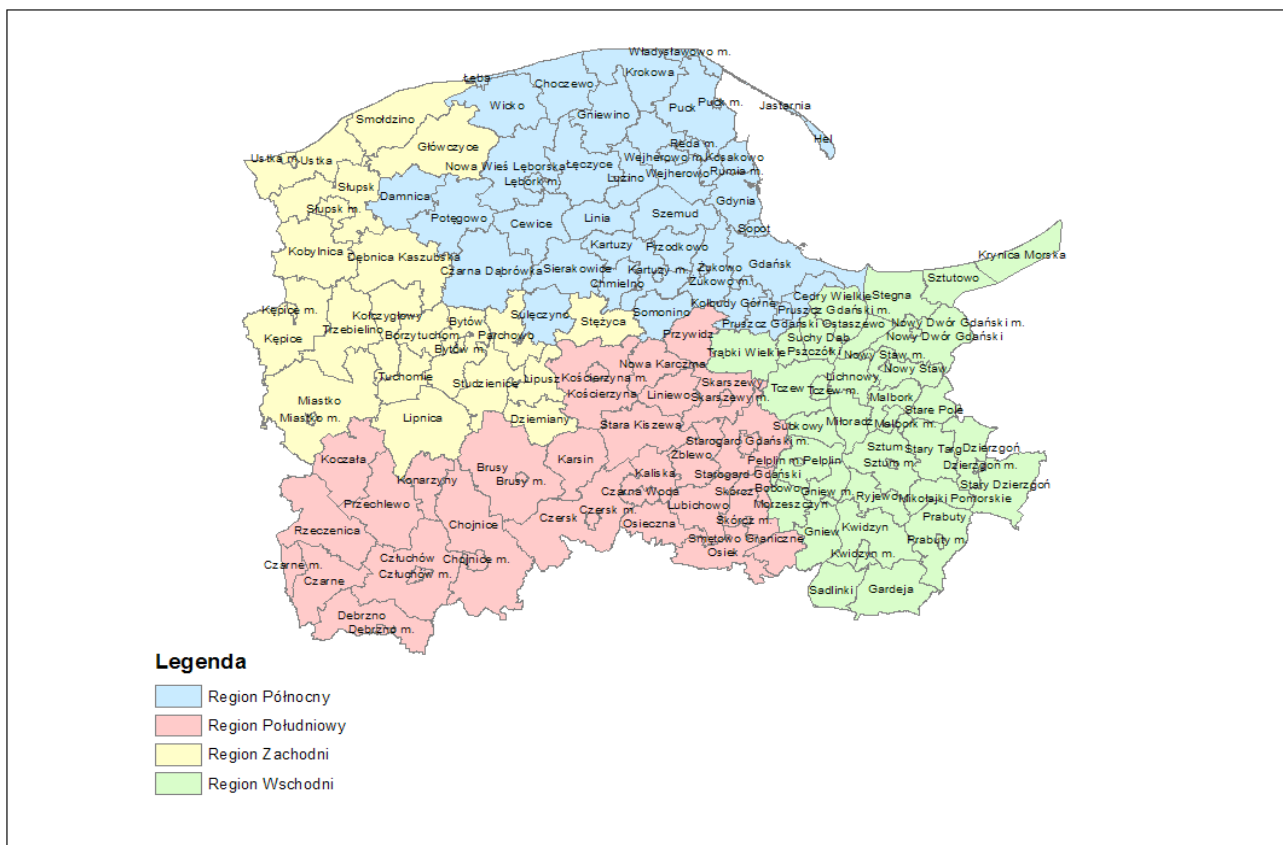 Władysławowo m.
Łeba
Choczewo
Krokowa
Wicko
Gniewino
Puck
Puck m.
Jastarnia
Hel
Smołdzino
Główczyce
Ustka m.
Ustka
Nowa Wieś Lęborska
Łęczyce
Reda m.
Wejherowo m.
Kosakowo
Słupsk
Damnica
Lębork m.
Luzino
Wejherowo
Rumia m.
Słupsk m.
Potęgowo
Cewice
Linia
Szemud
Gdynia
Sopot
Kobylnica
Dębnica Kaszubska
Czarna Dąbrówka
Sierakowice
Kartuzy
Przodkowo
Kartuzy m.
Chmielno
Żukowo
Żukowo m.
Gdańsk
Krynica Morska
Sztutowo
Stegna
Kępice m.
Kępice
Trzebielino
Kołczygłowy
Borzytuchom
Bytów
Bytów m.
Parchowo
Sulęczyno
Stężyca
Somonino
Kolbudy Górne
Cedry Wielkie
Pruszcz Gdański m.
Pruszcz Gdański
Ostaszewo
Nowy Dwór Gdański m.
Nowy Dwór Gdański
Przywidz
Trąbki Wielkie
Suchy Dąb
Pszczółki
Nowy Staw m.
Nowy Staw
Miastko
Miastko m.
Tuchomie
Lipnica
Studzienice
Lipusz
Dziemiany
Kościerzyna m.
Kościerzyna
Nowa Karczma
Liniewo
Skarszewy
Skarszewy m.
Tczew
Tczew m.
Lichnowy
Malbork
Malbork m.
Stare Pole
Miłoradz
Subkowy
Stara Kiszewa
Starogard Gdański m.
Zblewo
Starogard Gdański
Pelplin m.
Pelplin
Sztum
Sztum m.
Stary Targ
Dzierzgoń
Dzierzgoń m.
Stary Dzierzgoń
Koczała
Konarzyny
Brusy
Brusy m.
Karsin
Kaliska
Czarna Woda
Przechlewo
Rzeczenica
Chojnice
Chojnice m.
Czersk
Czersk m.
Osieczna
Lubichowo
Skórcz
Skórcz m.
Bobowo
Morzeszczyn
Gniew m.
Gniew
Ryjewo
Mikołajki Pomorskie
Prabuty
Prabuty m.
Kwidzyn
Kwidzyn m.
Smętowo Graniczne
Osiek
Sadlinki
Gardeja
Czarne m.
Czarne
Człuchów
Człuchów m.
Debrzno
Debrzno m.
Legenda
Region Północny
Region Południowy
Region Zachodni
Region Wschodni